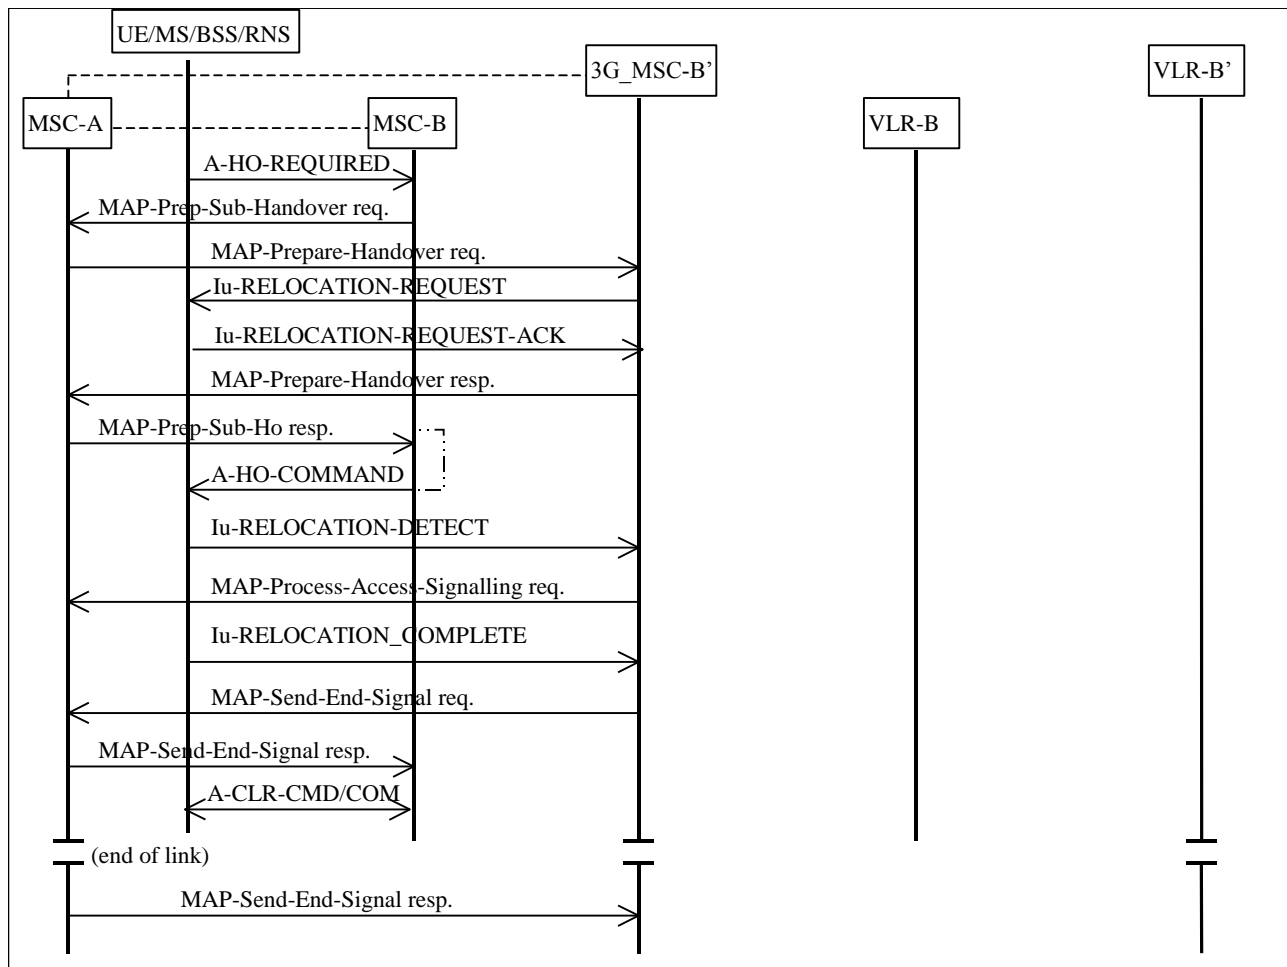 UE/MS/BSS/RNS
3G_MSC-B’
VLR-B’
MSC-A
MSC-B
VLR-B
A-HO-REQUIRED
MAP-Prep-Sub-Handover req.
MAP-Prepare-Handover req.
Iu-RELOCATION-REQUEST
Iu-RELOCATION-REQUEST-ACK
MAP-Prepare-Handover resp.
MAP-Prep-Sub-Ho resp.
A-HO-COMMAND
Iu-RELOCATION-DETECT
MAP-Process-Access-Signalling req.
Iu-RELOCATION_COMPLETE
MAP-Send-End-Signal req.
MAP-Send-End-Signal resp.
A-CLR-CMD/COM
(end of link)
MAP-Send-End-Signal resp.